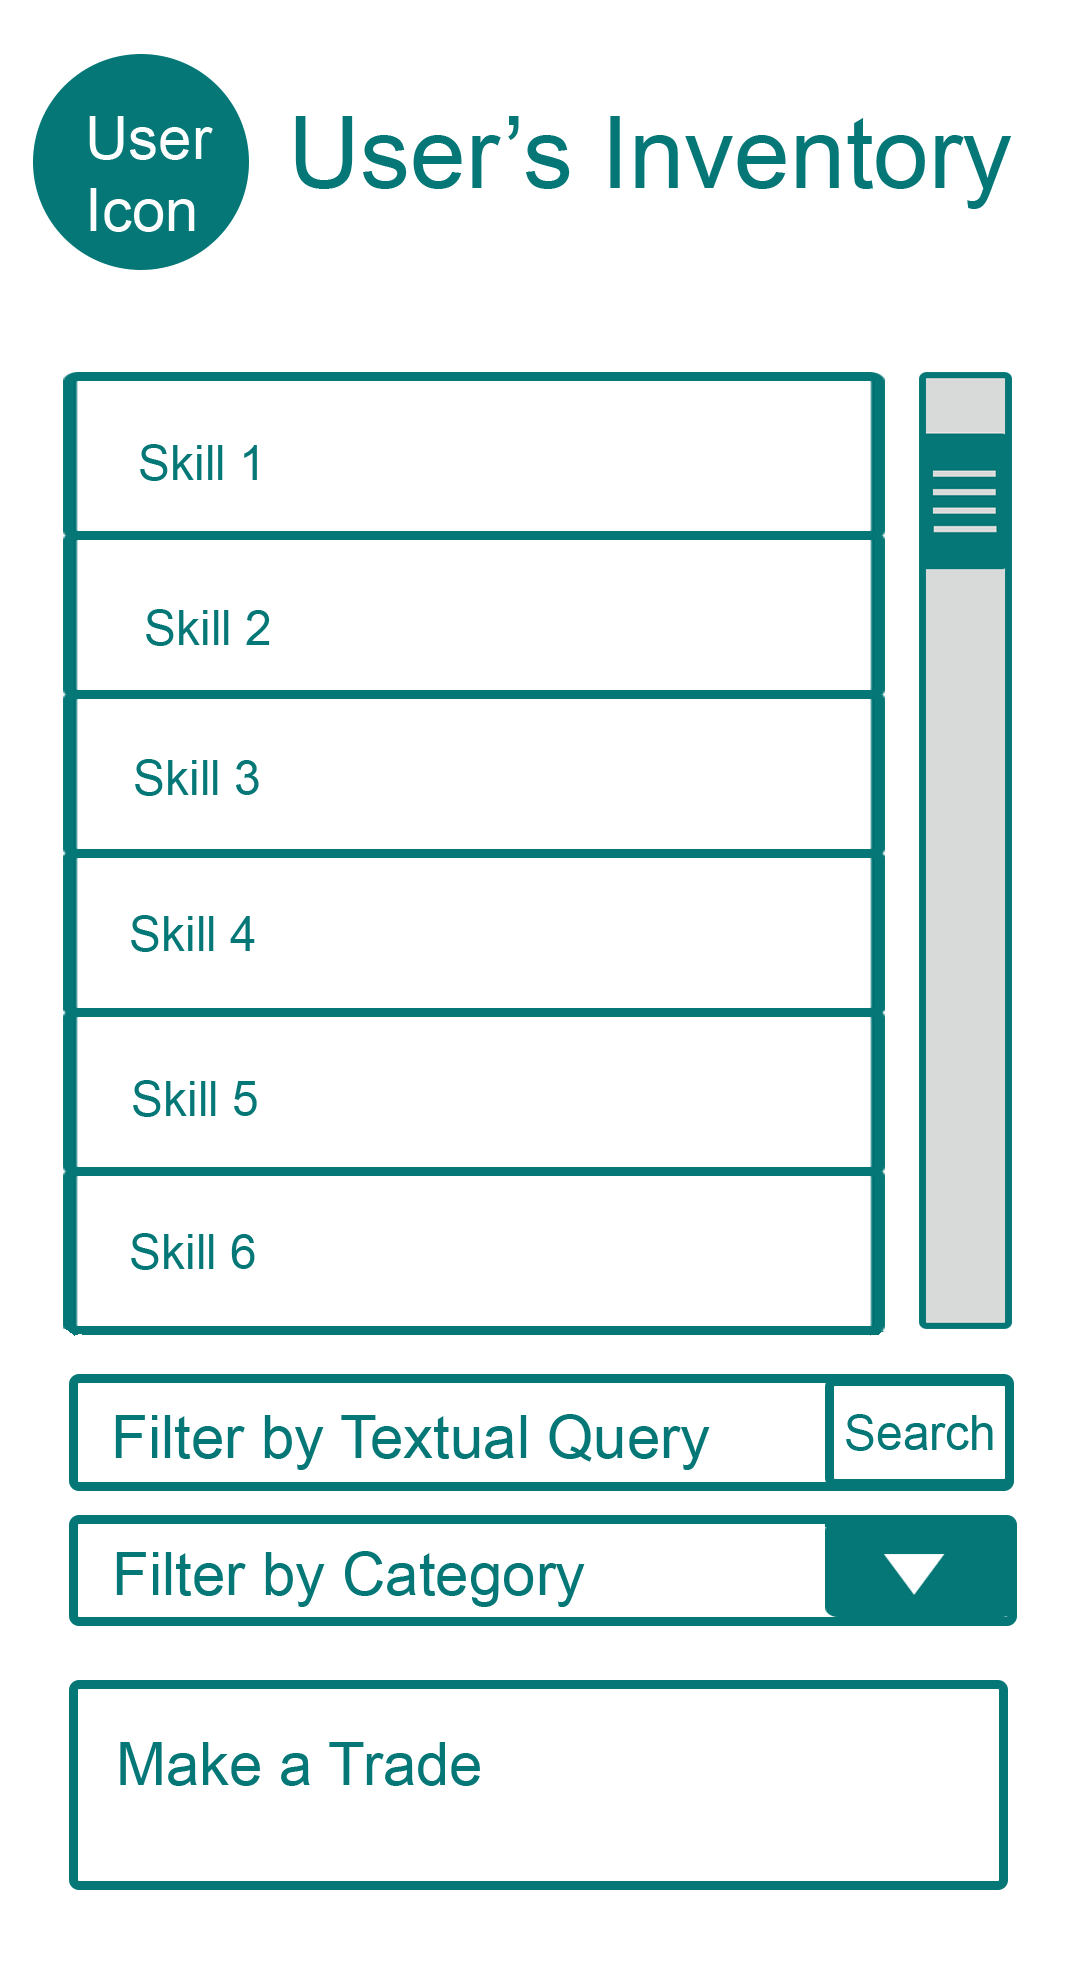 User
Icon
User’s Inventory
Skill 1
Skill 2
Skill 3
Skill 4
Skill 5
Skill 6
Filter by Textual Query
Search
Filter by Category
Make a Trade